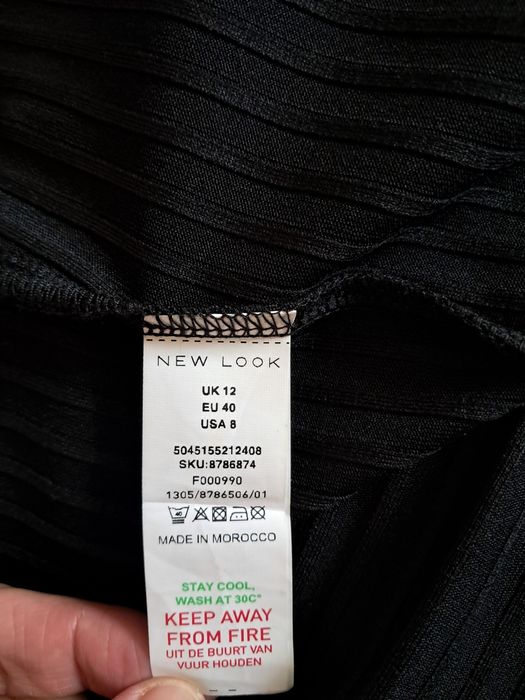 NEW LOOK
UK 12
EU 40
USA 8
5045155212408
SKU:8786874
F000990
1305/8786506/01
40
MADE IN MOROCCO
STAY COOL,
WASH AT 30C°
KEEP AWAY
FROM FIRE
UIT DE BUURT VAN
VUUR HOUDEN